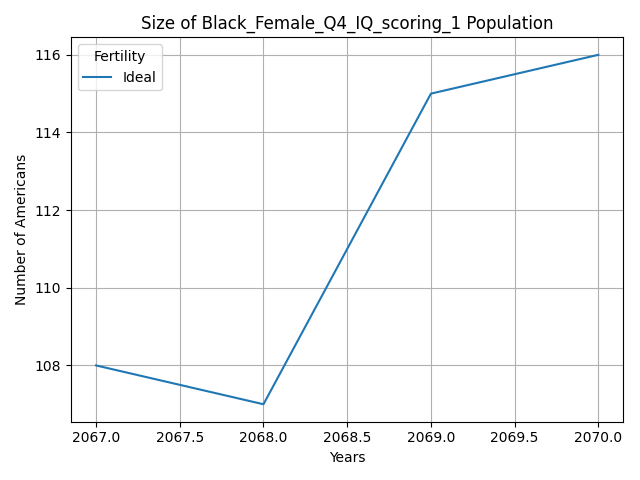 Size of Black_Female_Q4_IQ_scoring_1 Population
Fertility
Ideal
116
114
112
110
108
Number of Americans
2067.0 2067.5 2068.0 2068.5 2069.0 2069.5 2070.0
Years